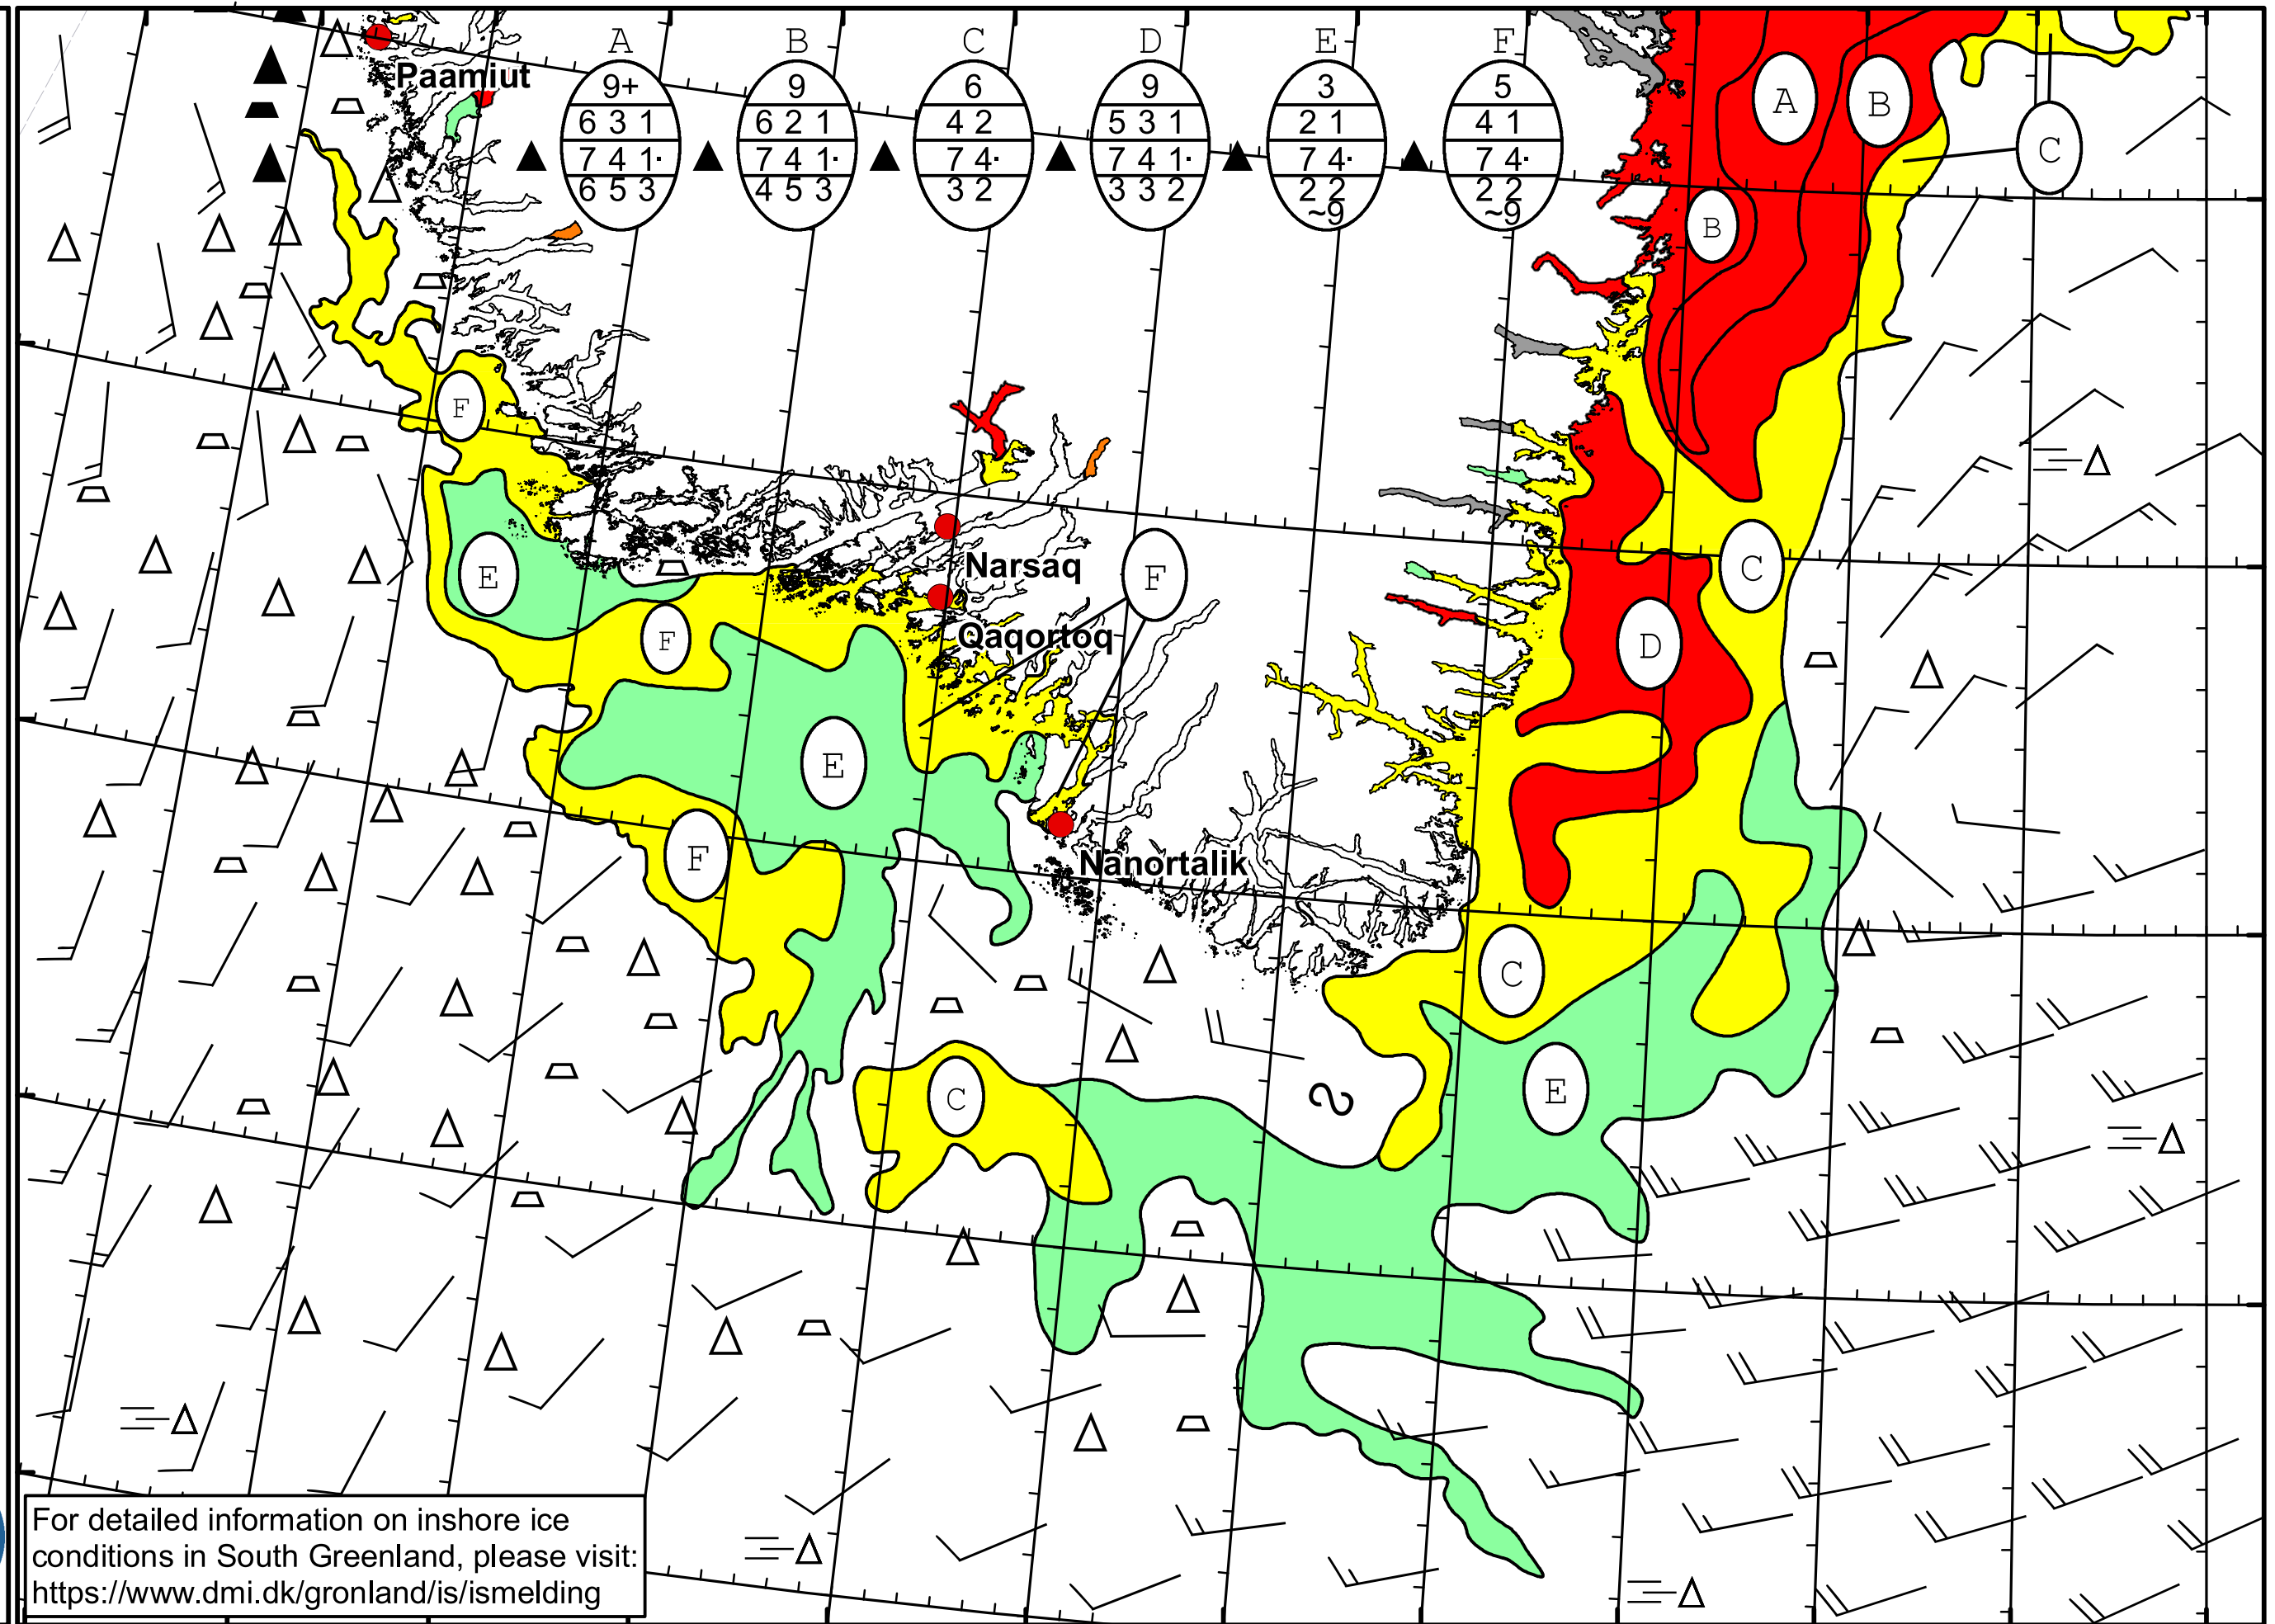 A B C D E F
Paamiut
9+ 9 6 9 3 5
6 3 1 6 2 1 4 2 5 3 1 2 1 4 1
7 4 1· 7 4 1· 7 4· 7 4 1· 7 4· 7 4·
6 5 3 4 5 3 3 2 3 3 2 2 2 2 2
~9 ~9
A B
C
B
F
Narsaq
E F C
Qaqortoq
F D
E
F
Nanortalik
C
C E
For detailed information on inshore ice
conditions in South Greenland, please visit:
https://www.dmi.dk/gronland/is/ismelding